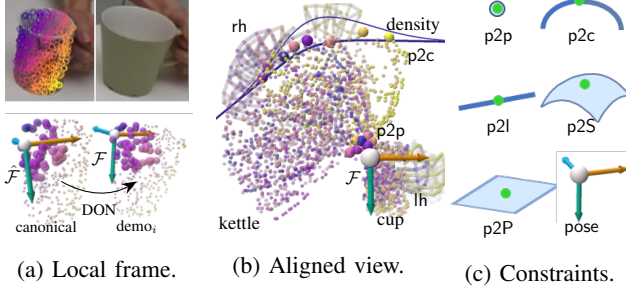 F̂
F
DON
canonical
demoᵢ
(a) Local frame.
rh
density
p2c
p2p
F
lh
kettle
cup
(b) Aligned view.
p2p
p2c
p2l
p2S
p2P
pose
(c) Constraints.